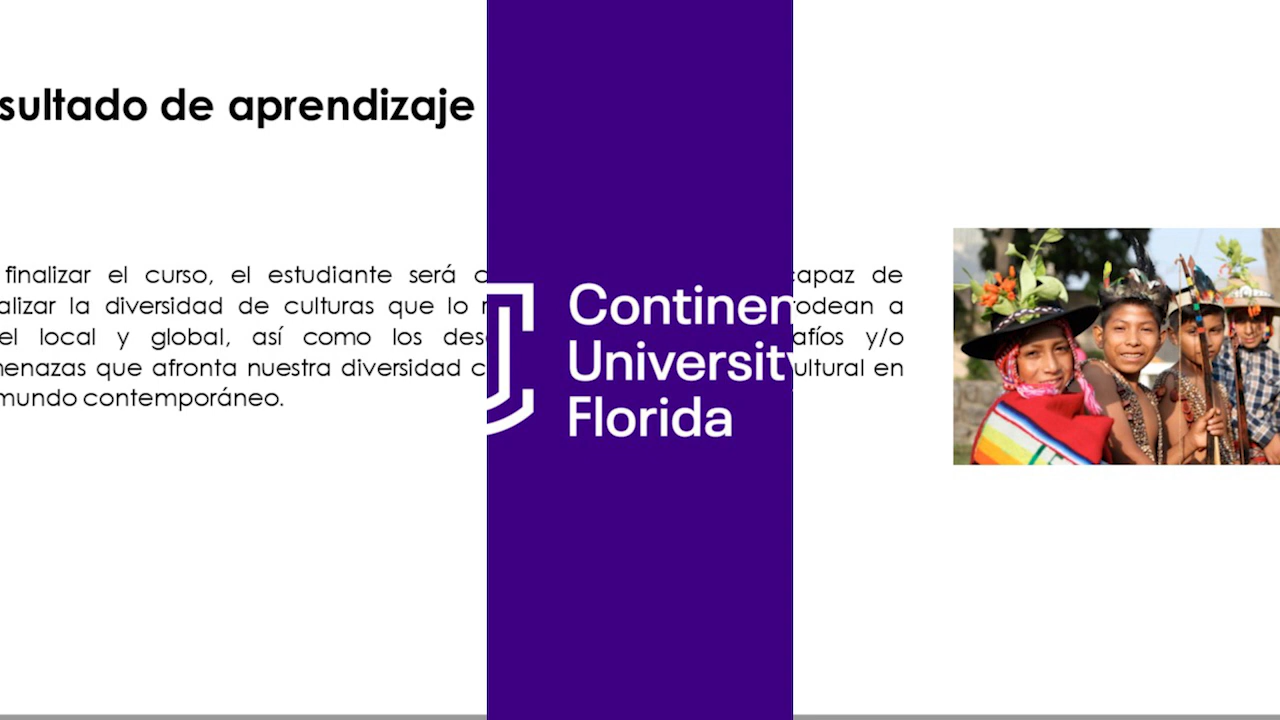 sultado de aprendizaje
finalizar el curso, el estudiante será c
alizar la diversidad de culturas que lo r
el local y global, así como los des
nenazas que afronta nuestra diversidad c
mundo contemporáneo.
Continen
University
Florida
capaz de
odean a
afíos y/o
ultural en